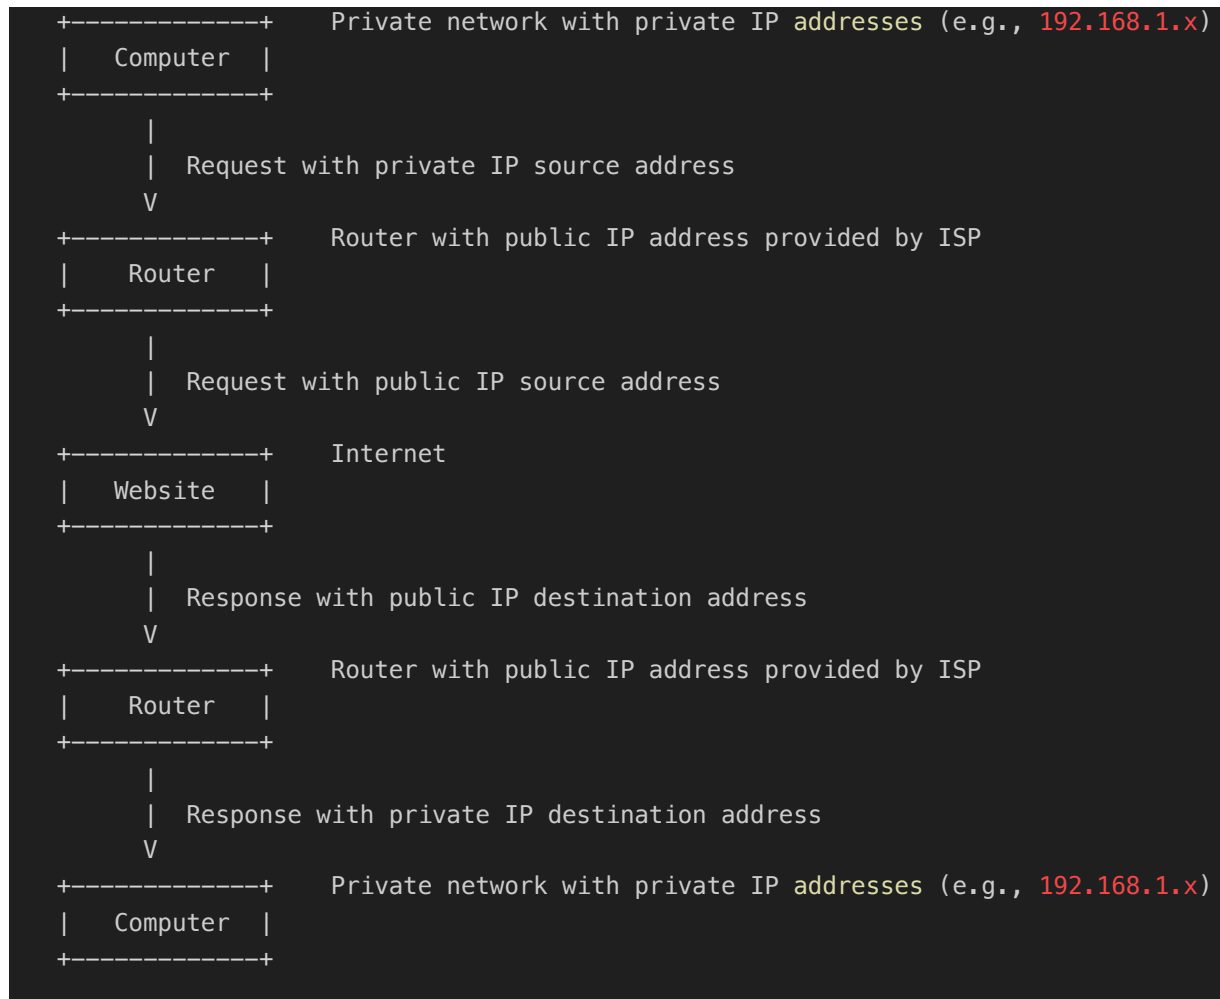 +-------------+    Private network with private IP addresses (e.g., 192.168.1.x)
|   Computer  |
+-------------+
      |
      |  Request with private IP source address
      V
+-------------+    Router with public IP address provided by ISP
|    Router   |
+-------------+
      |
      |  Request with public IP source address
      V
+-------------+    Internet
|   Website   |
+-------------+
      |
      |  Response with public IP destination address
      V
+-------------+    Router with public IP address provided by ISP
|    Router   |
+-------------+
      |
      |  Response with private IP destination address
      V
+-------------+    Private network with private IP addresses (e.g., 192.168.1.x)
|   Computer  |
+-------------+